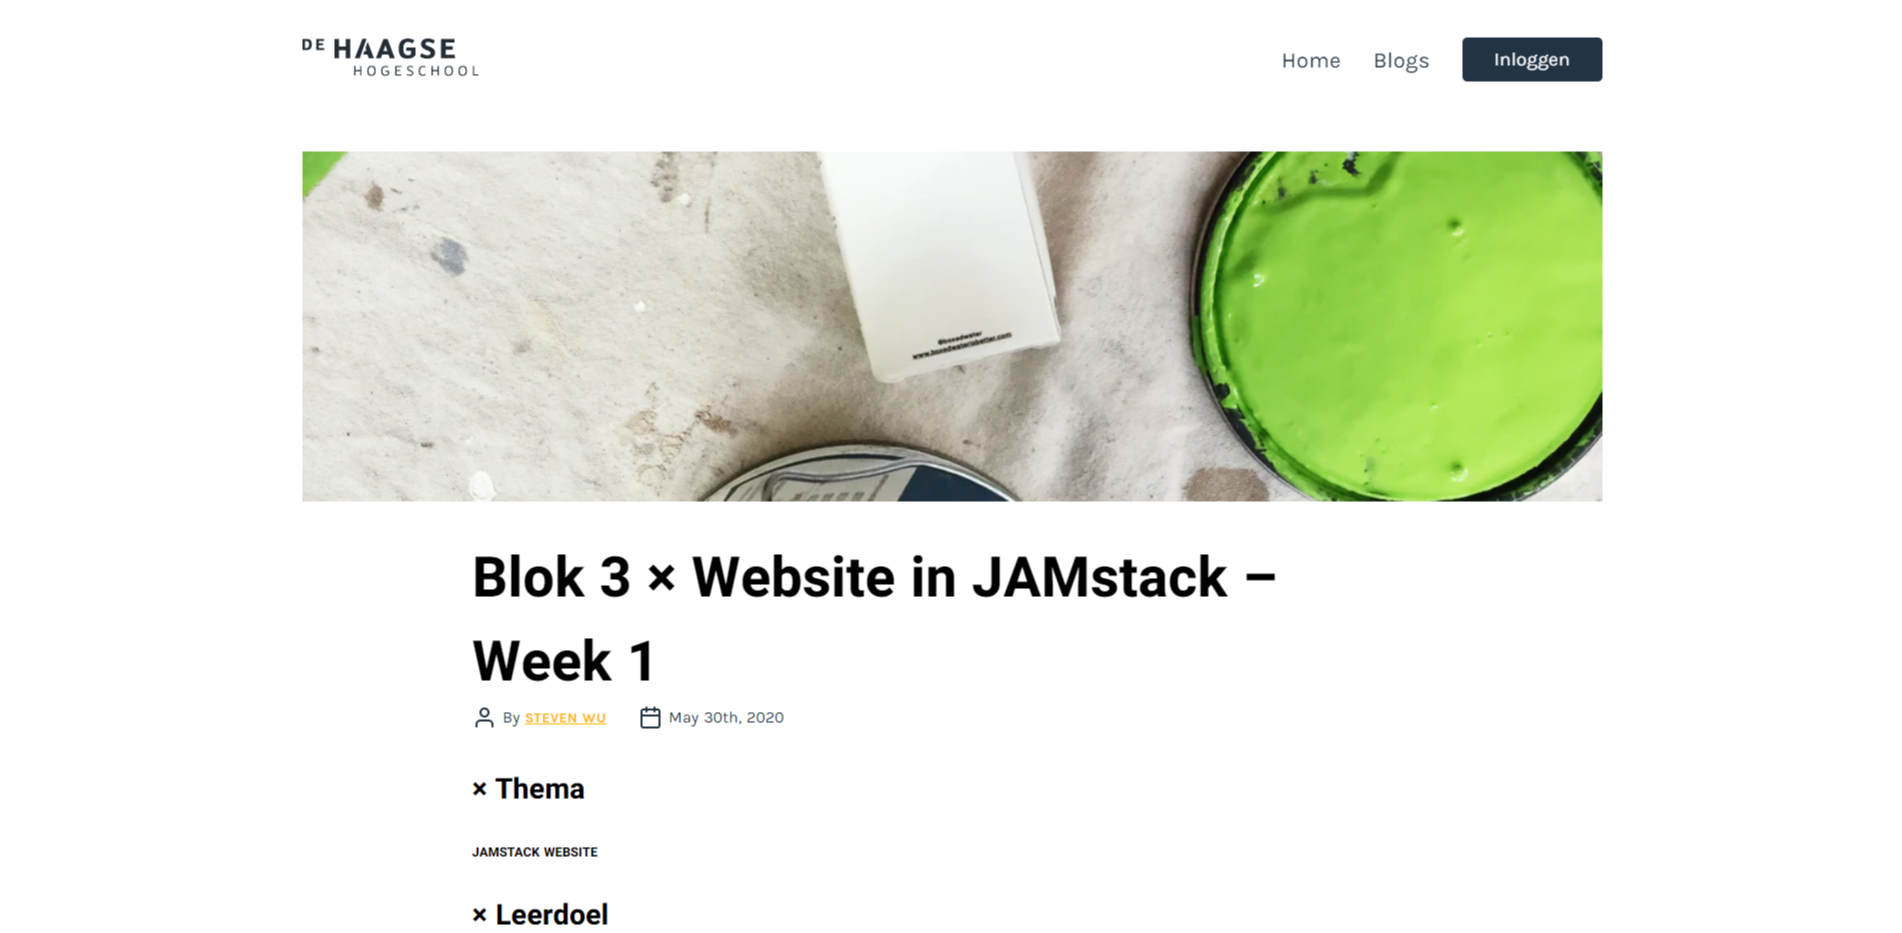 DE HAAGSE
HOGESCHOOL
Home Blogs Inloggen
@boxedwater
www.boxedwaterisbetter.com
Blok 3 × Website in JAMstack –
Week 1
By STEVEN WU May 30th, 2020
× Thema
JAMSTACK WEBSITE
× Leerdoel